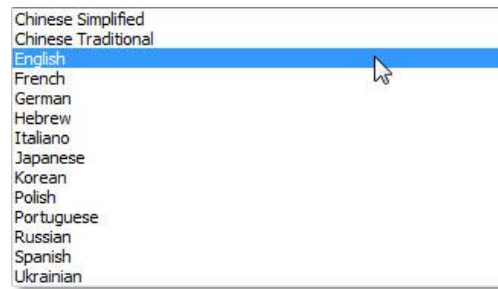 Chinese Simplified
Chinese Traditional
English
French
German
Hebrew
Italiano
Japanese
Korean
Polish
Portuguese
Russian
Spanish
Ukrainian